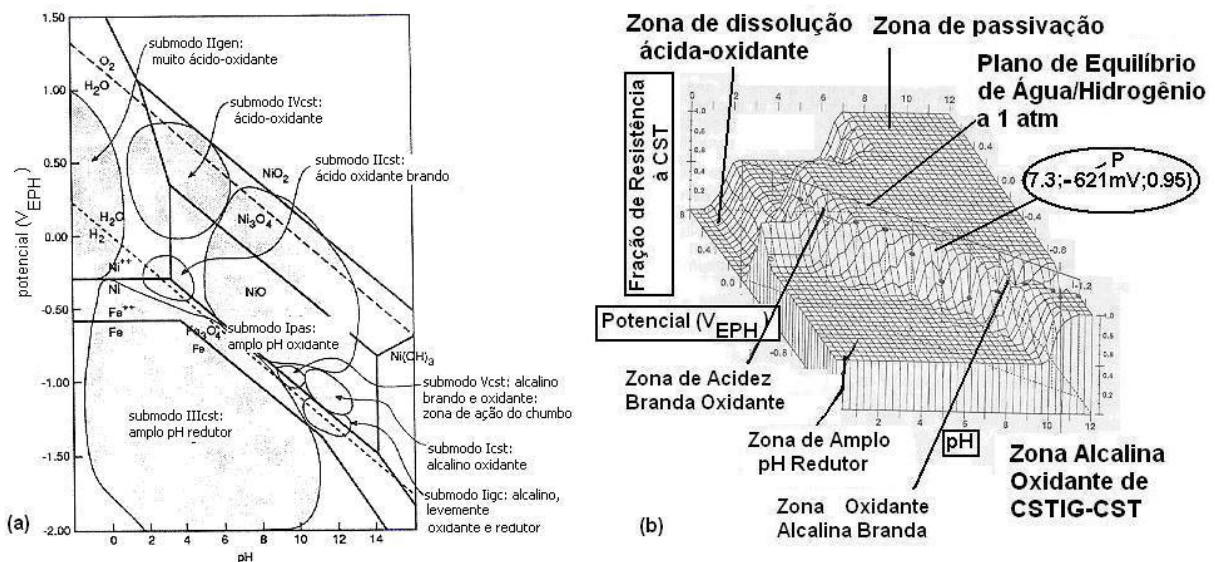 1.50
1.00
0.50
0.00
-0.50
-1.00
-1.50
-2.00
potencial (V_EPH)
0 2 4 6 8 10 12 14
pH
(a)
submodo IIgen:
muito ácido-oxidante
O2
H2O
submodo IVcst:
ácido-oxidante
submodo IIcst:
ácido oxidante brando
NiO2
Ni3O4
H2O
H2
Ni++
Ni
NiO
Fe++
Fe
Fe3O4
Fe
submodo Ipas:
amplo pH oxidante
Ni(OH)3
submodo IIIcst:
amplo pH redutor
submodo Vcst: alcalino
brando e oxidante:
zona de ação do chumbo
submodo Icst:
alcalino oxidante
submodo Iigc: alcalino,
levemente
oxidante e redutor
Zona de dissolução
ácida-oxidante
Zona de passivação
Plano de Equilíbrio
de Água/Hidrogênio
a 1 atm
P
(7.3;-621mV;0.95)
Fração de Resistência
à CST
Potencial (V_EPH)
Zona de Acidez
Branda Oxidante
Zona de Amplo
pH Redutor
pH
Zona Oxidante
Alcalina Branda
Zona Alcalina
Oxidante de
CSTIG-CST
(b)